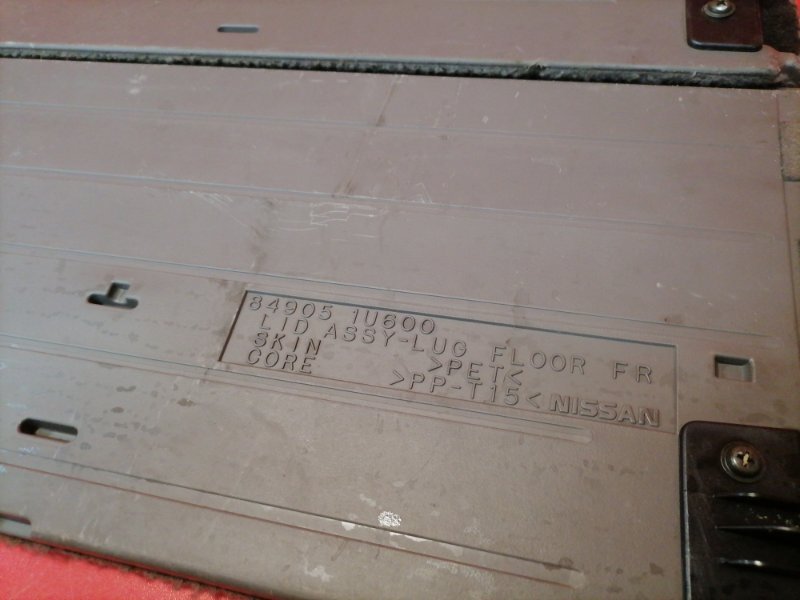 84905 1U600
LID ASSY-LUG FLOOR FR
SKIN >PET<
CORE >PP-T15< NISSAN